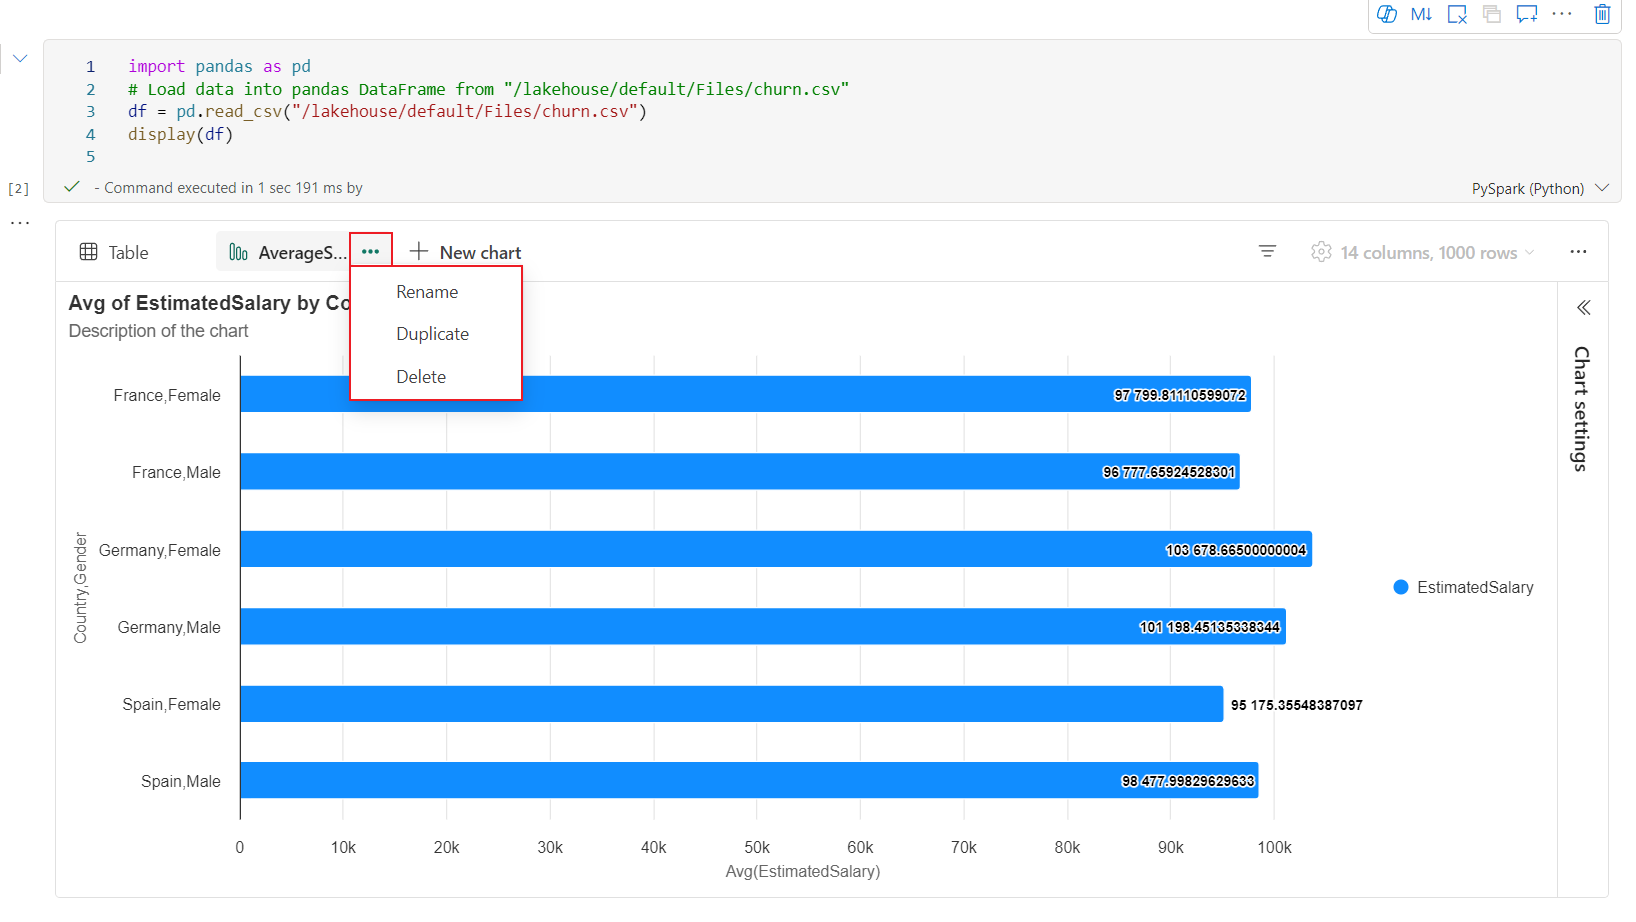 M↓
1 import pandas as pd
2 # Load data into pandas DataFrame from "/lakehouse/default/Files/churn.csv"
3 df = pd.read_csv("/lakehouse/default/Files/churn.csv")
4 display(df)
5
[2] - Command executed in 1 sec 191 ms by PySpark (Python)
Table AverageS... ••• + New chart 14 columns, 1000 rows
Rename
Duplicate
Delete
Avg of EstimatedSalary by Co
Description of the chart
Chart settings
Country,Gender
France,Female 97 799.81110599072
France,Male 96 777.65924528301
Germany,Female 103 678.66500000004
Germany,Male 101 198.45135338344
Spain,Female 95 175.35548387097
Spain,Male 98 477.99829629633
EstimatedSalary
0 10k 20k 30k 40k 50k 60k 70k 80k 90k 100k
Avg(EstimatedSalary)